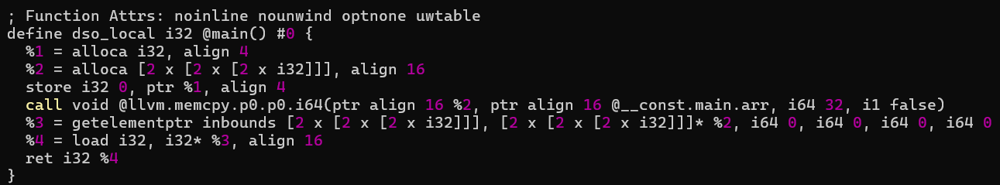 ; Function Attrs: noinline nounwind optnone uwtable
define dso_local i32 @main() #0 {
  %1 = alloca i32, align 4
  %2 = alloca [2 x [2 x [2 x i32]]], align 16
  store i32 0, ptr %1, align 4
  call void @llvm.memcpy.p0.p0.i64(ptr align 16 %2, ptr align 16 @__const.main.arr, i64 32, i1 false)
  %3 = getelementptr inbounds [2 x [2 x [2 x i32]]], [2 x [2 x [2 x i32]]]* %2, i64 0, i64 0, i64 0, i64 0
  %4 = load i32, i32* %3, align 16
  ret i32 %4
}